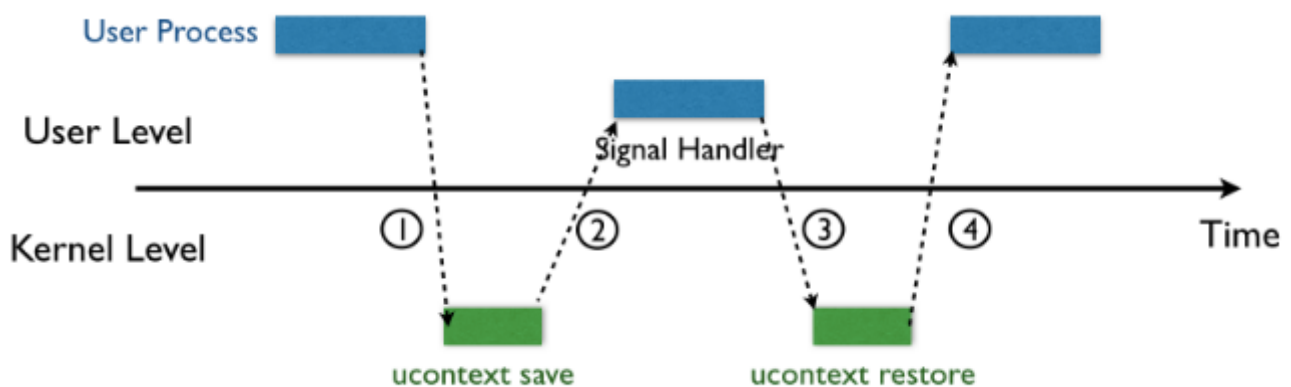 User Process
User Level
Signal Handler
① ② ③ ④
Time
Kernel Level
ucontext save
ucontext restore